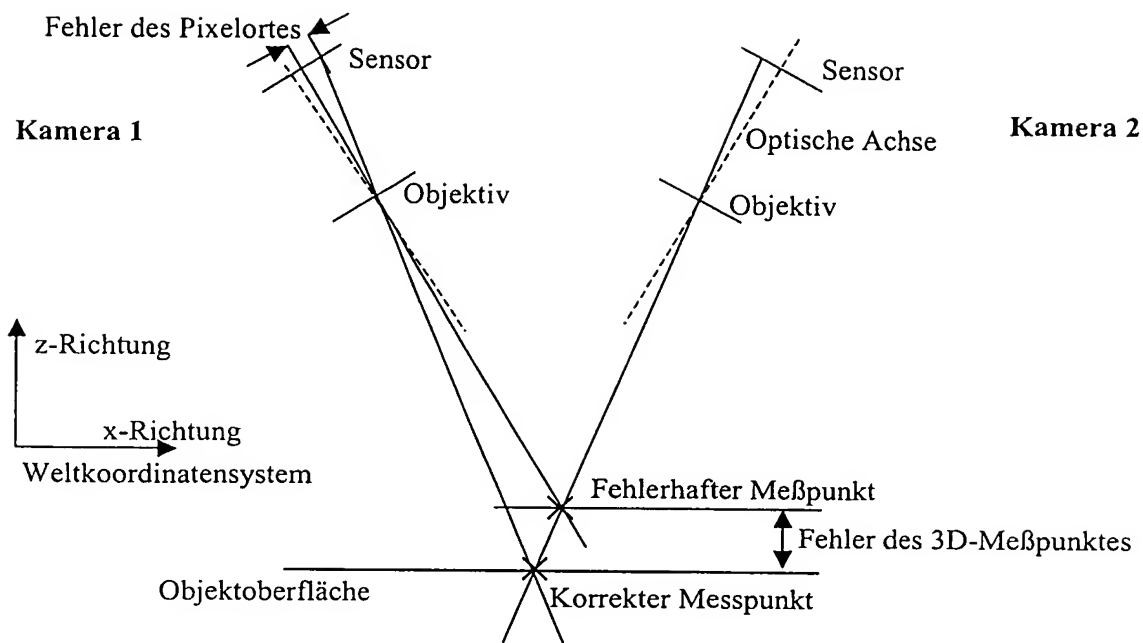 Fehler des Pixelortes
Sensor
Sensor
Kamera 1
Optische Achse
Kamera 2
Objektiv
Objektiv
z-Richtung
x-Richtung
Weltkoordinatensystem
Fehlerhafter Meßpunkt
Fehler des 3D-Meßpunktes
Objektoberfläche
Korrekter Messpunkt